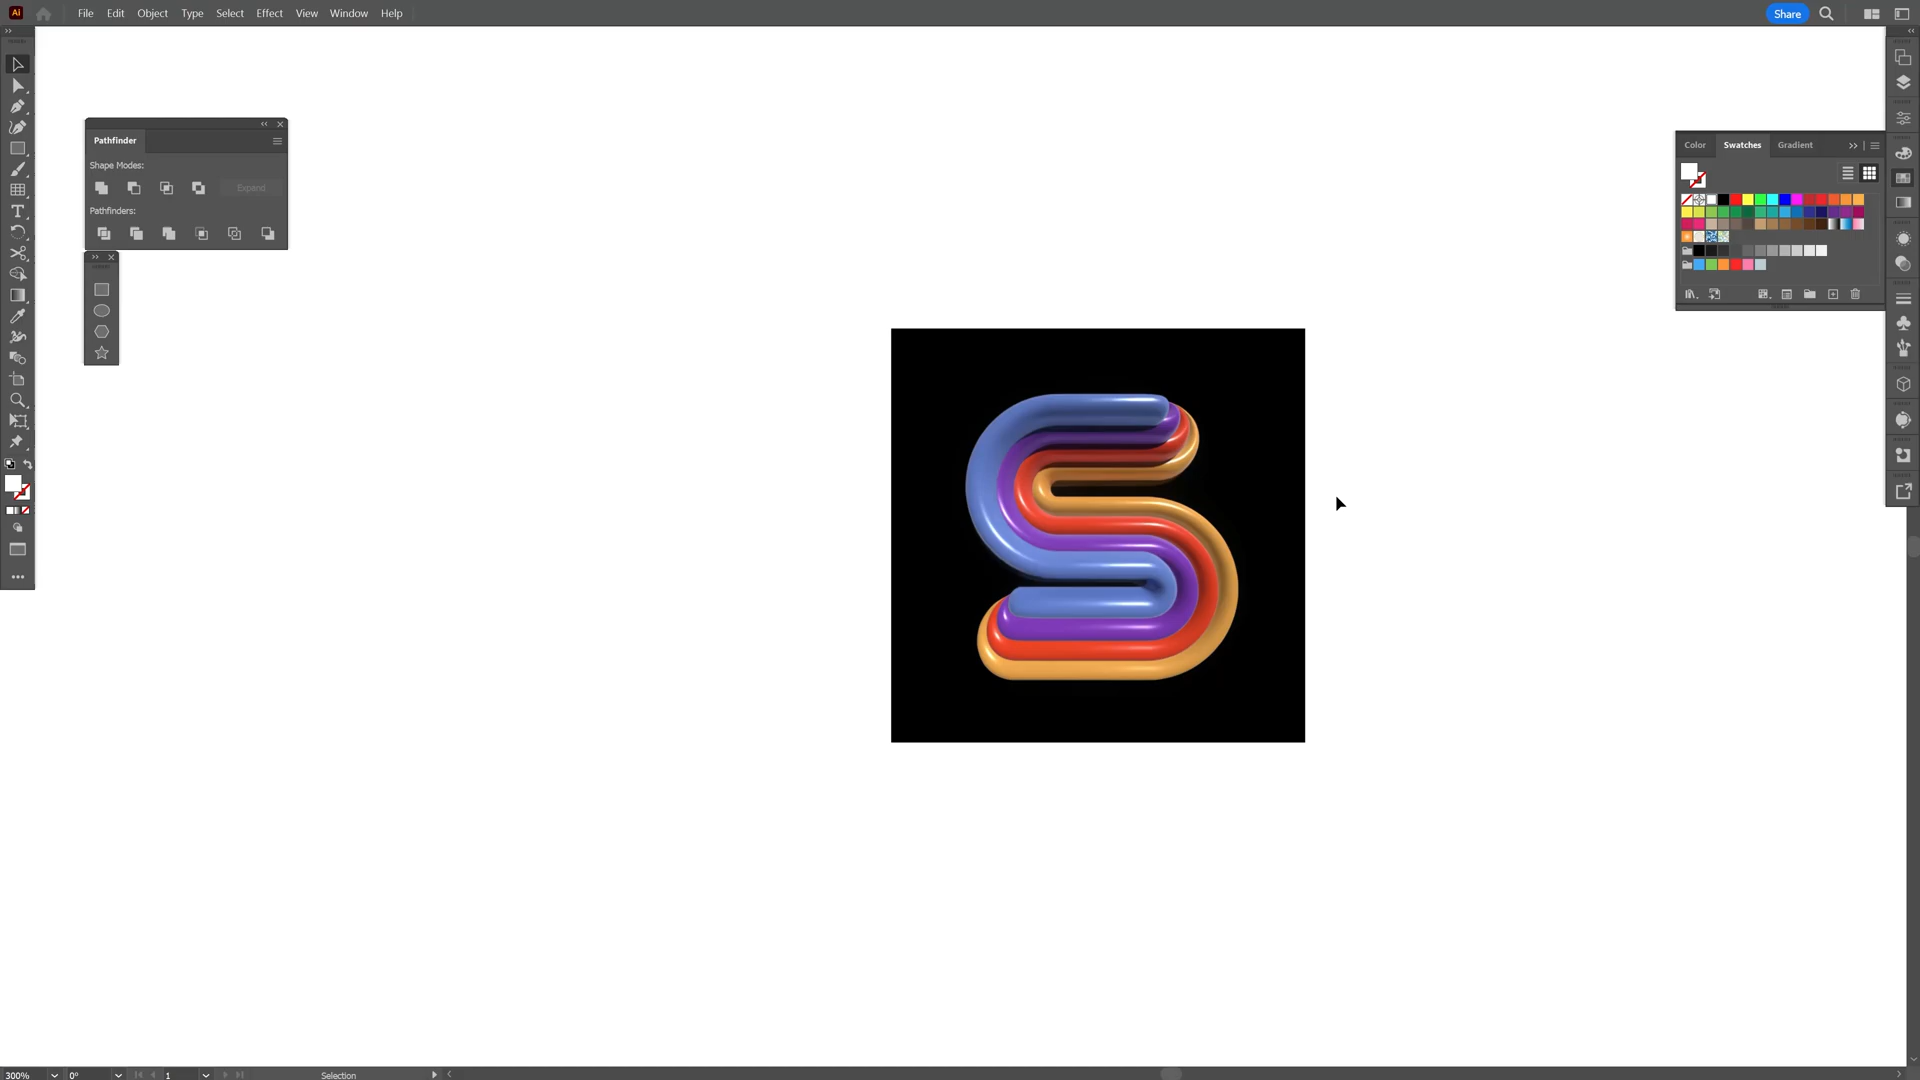 Ai File Edit Object Type Select Effect View Window Help Share
Pathfinder
Shape Modes:
Expand
Pathfinders:
Color Swatches Gradient
S
300% 0° 1 Selection